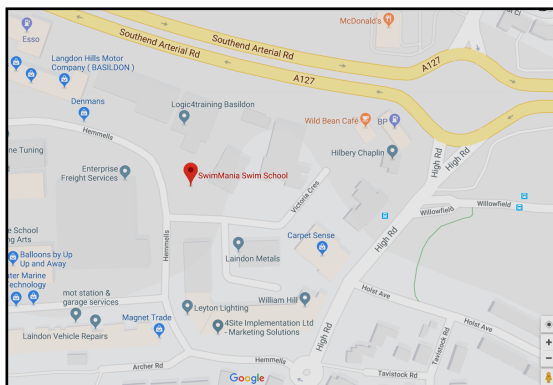 McDonald's
Esso
Southend Arterial Rd
Southend Arterial Rd
A127
A127
Langdon Hills Motor
Company ( BASILDON )
Denmans
Logic4training Basildon
Wild Bean Café
BP
Hemmells
ne Tuning
Hilbery Chaplin
High Rd
High Rd
Enterprise
Freight Services
SwimMania Swim School
Victoria Cres
Willowfield
Willowfield
e School
ng Arts
Hemmells
High Rd
Carpet Sense
Laindon Metals
Balloons by Up
Up and Away
ter Marine
echnology
mot station &
garage services
Leyton Lighting
William Hill
Holst Ave
Holst Ave
Magnet Trade
4Site Implementation Ltd
- Marketing Solutions
Laindon Vehicle Repairs
High Rd
Tavistock Rd
Tavistock Rd
Archer Rd
Hemmells
Google